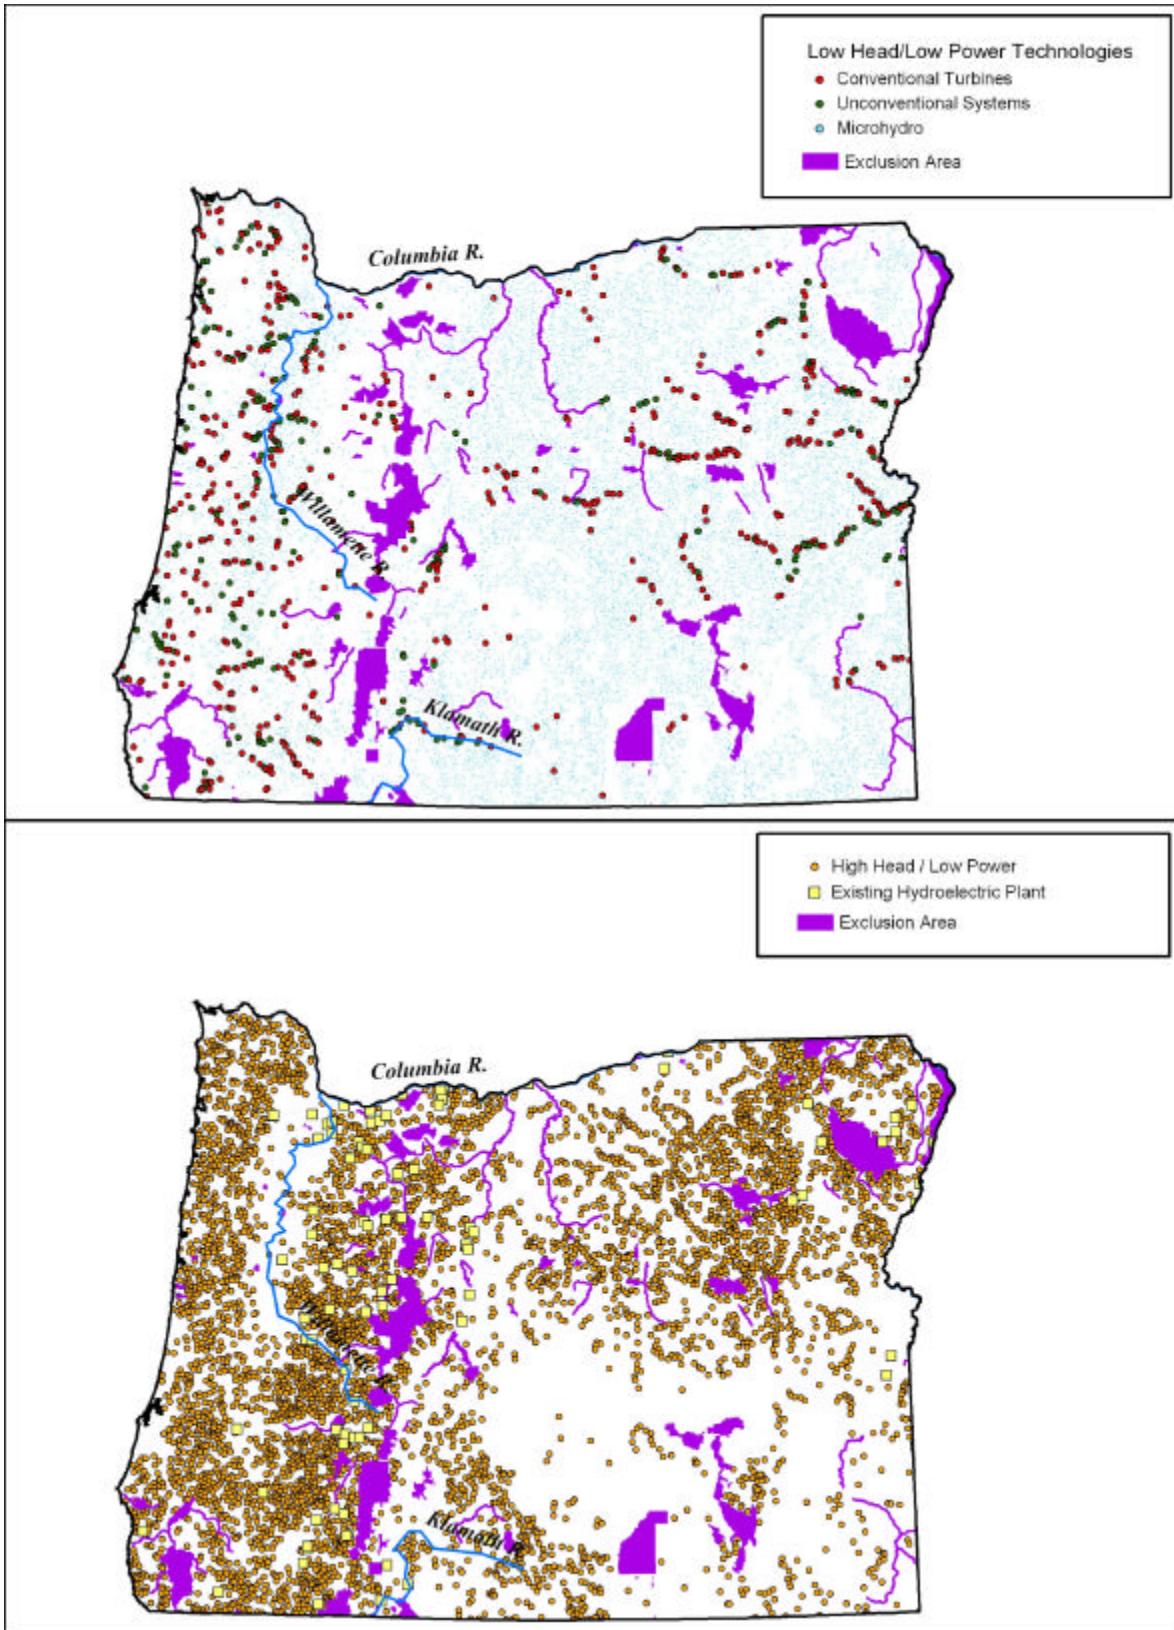 Low Head/Low Power Technologies
Conventional Turbines
Unconventional Systems
Microhydro
Exclusion Area
Columbia R.
Willamette R.
Klamath R.
High Head / Low Power
Existing Hydroelectric Plant
Exclusion Area
Columbia R.
Willamette R.
Klamath R.